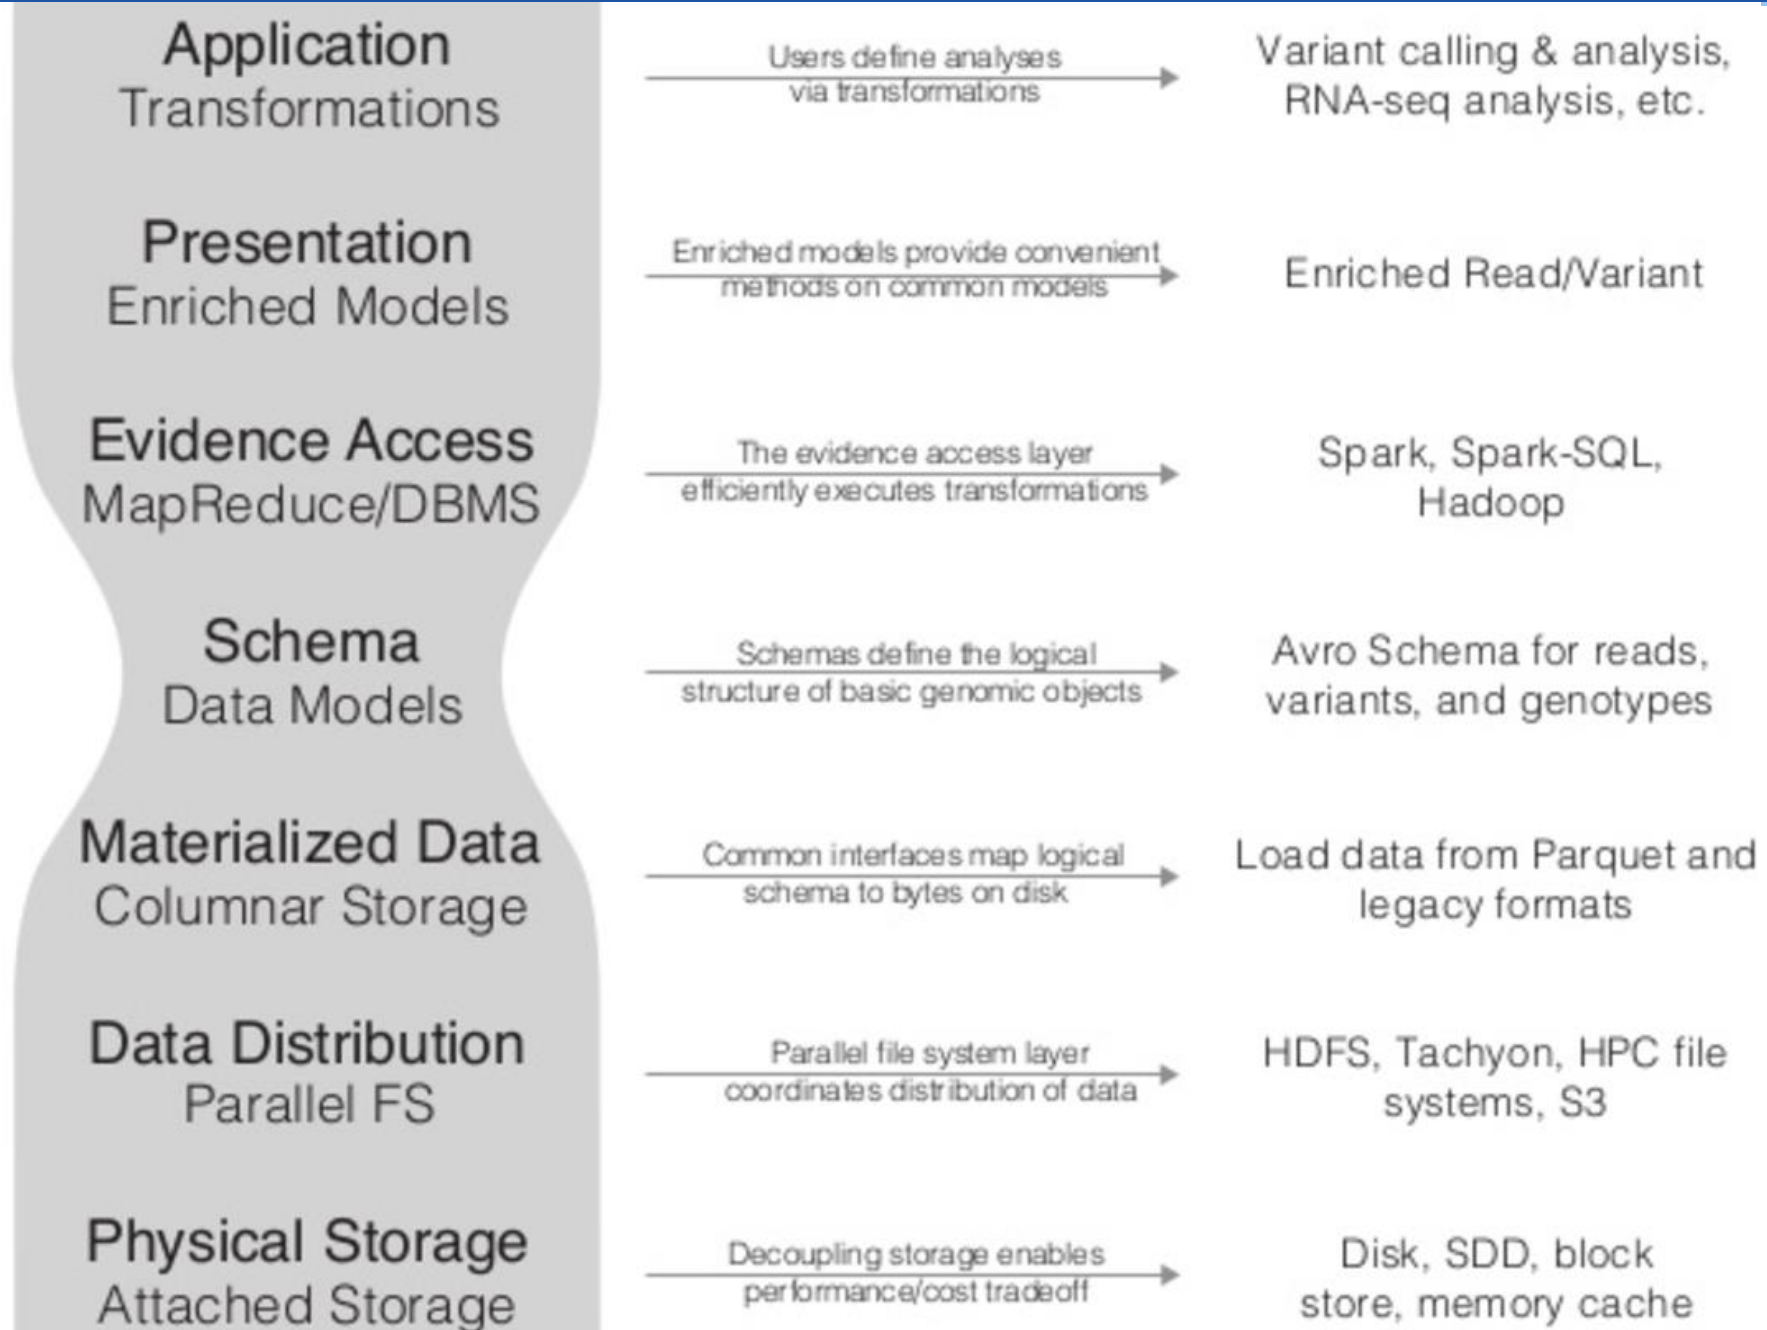 Application
Transformations
Users define analyses
via transformations
Variant calling & analysis,
RNA-seq analysis, etc.
Presentation
Enriched Models
Enriched models provide convenient
methods on common models
Enriched Read/Variant
Evidence Access
MapReduce/DBMS
The evidence access layer
efficiently executes transformations
Spark, Spark-SQL,
Hadoop
Schema
Data Models
Schemas define the logical
structure of basic genomic objects
Avro Schema for reads,
variants, and genotypes
Materialized Data
Columnar Storage
Common interfaces map logical
schema to bytes on disk
Load data from Parquet and
legacy formats
Data Distribution
Parallel FS
Parallel file system layer
coordinates distribution of data
HDFS, Tachyon, HPC file
systems, S3
Physical Storage
Attached Storage
Decoupling storage enables
performance/cost tradeoff
Disk, SDD, block
store, memory cache